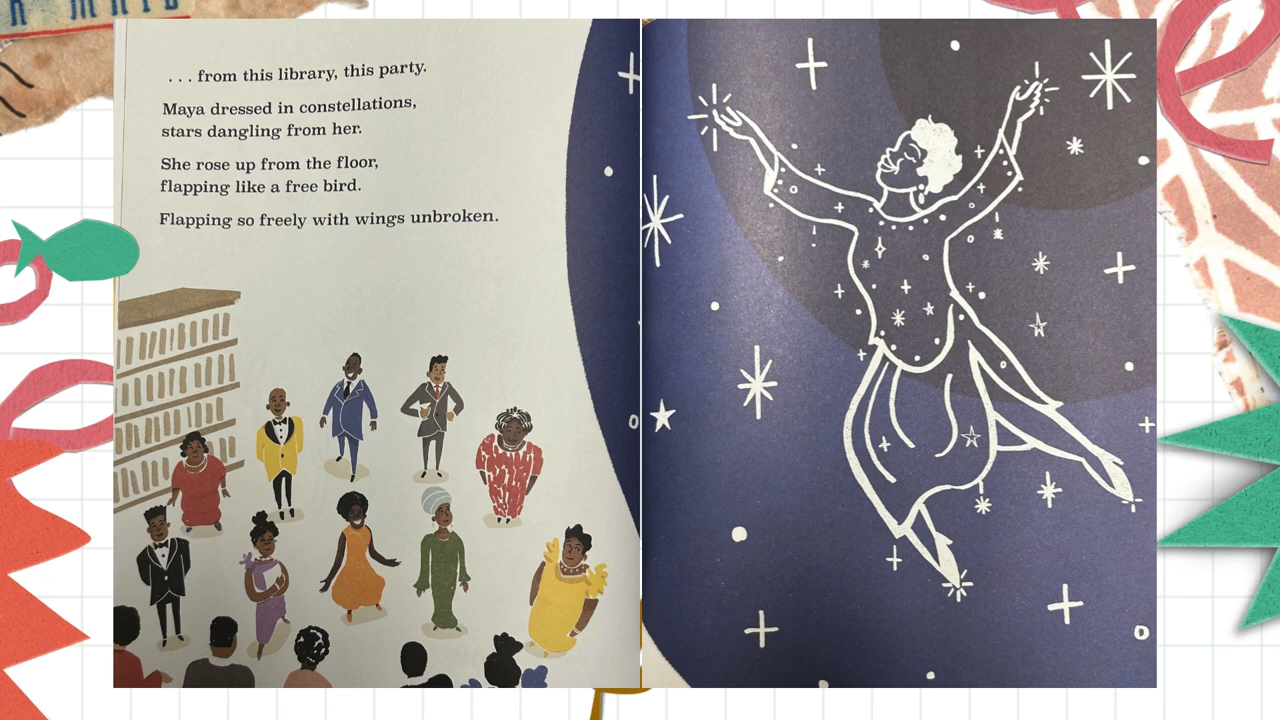 . . . from this library, this party.
Maya dressed in constellations,
stars dangling from her.
She rose up from the floor,
flapping like a free bird.
Flapping so freely with wings unbroken.